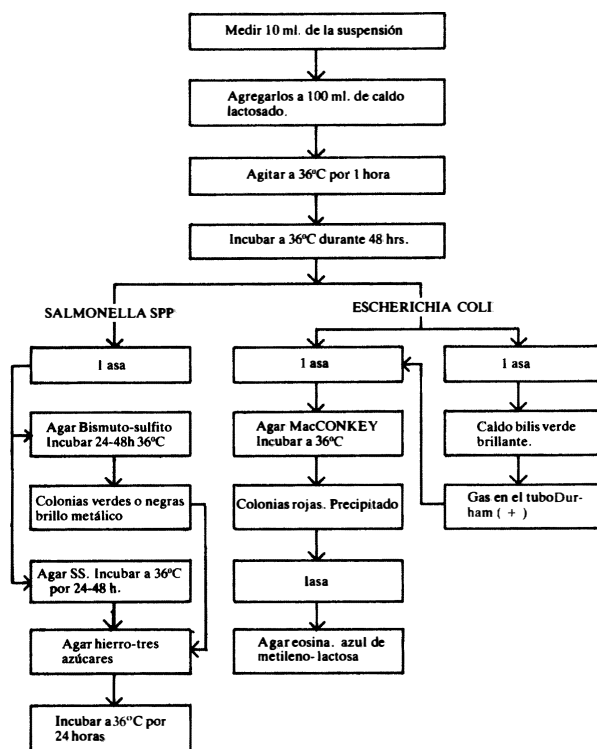 Medir 10 ml. de la suspensión
Agregarlos a 100 ml. de caldo
lactosado.
Agitar a 36ºC por 1 hora
Incubar a 36ºC durante 48 hrs.
SALMONELLA SPP
ESCHERICHIA COLI
1 asa
1 asa
1 asa
Agar Bismuto-sulfito
Incubar 24-48h 36ºC
Agar MacCONKEY
Incubar a 36ºC
Caldo bilis verde
brillante.
Colonias verdes o negras
brillo metálico
Colonias rojas. Precipitado
Gas en el tubo Dur-
ham ( + )
Agar SS. Incubar a 36ºC
por 24-48 h.
1asa
Agar hierro-tres
azúcares
Agar eosina. azul de
metileno-lactosa
Incubar a 36ºC por
24 horas